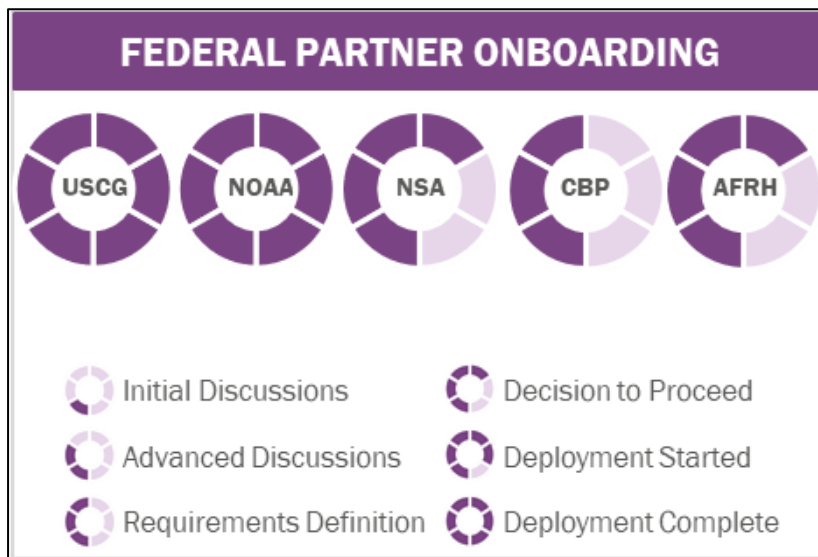 FEDERAL PARTNER ONBOARDING
USCG
NOAA
NSA
CBP
AFRH
Initial Discussions
Decision to Proceed
Advanced Discussions
Deployment Started
Requirements Definition
Deployment Complete